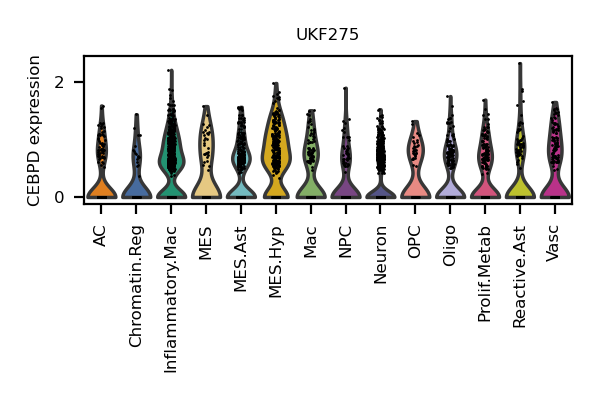 UKF275
CEBPD expression
2
0
AC
Chromatin.Reg
Inflammatory.Mac
MES
MES.Ast
MES.Hyp
Mac
NPC
Neuron
OPC
Oligo
Prolif.Metab
Reactive.Ast
Vasc